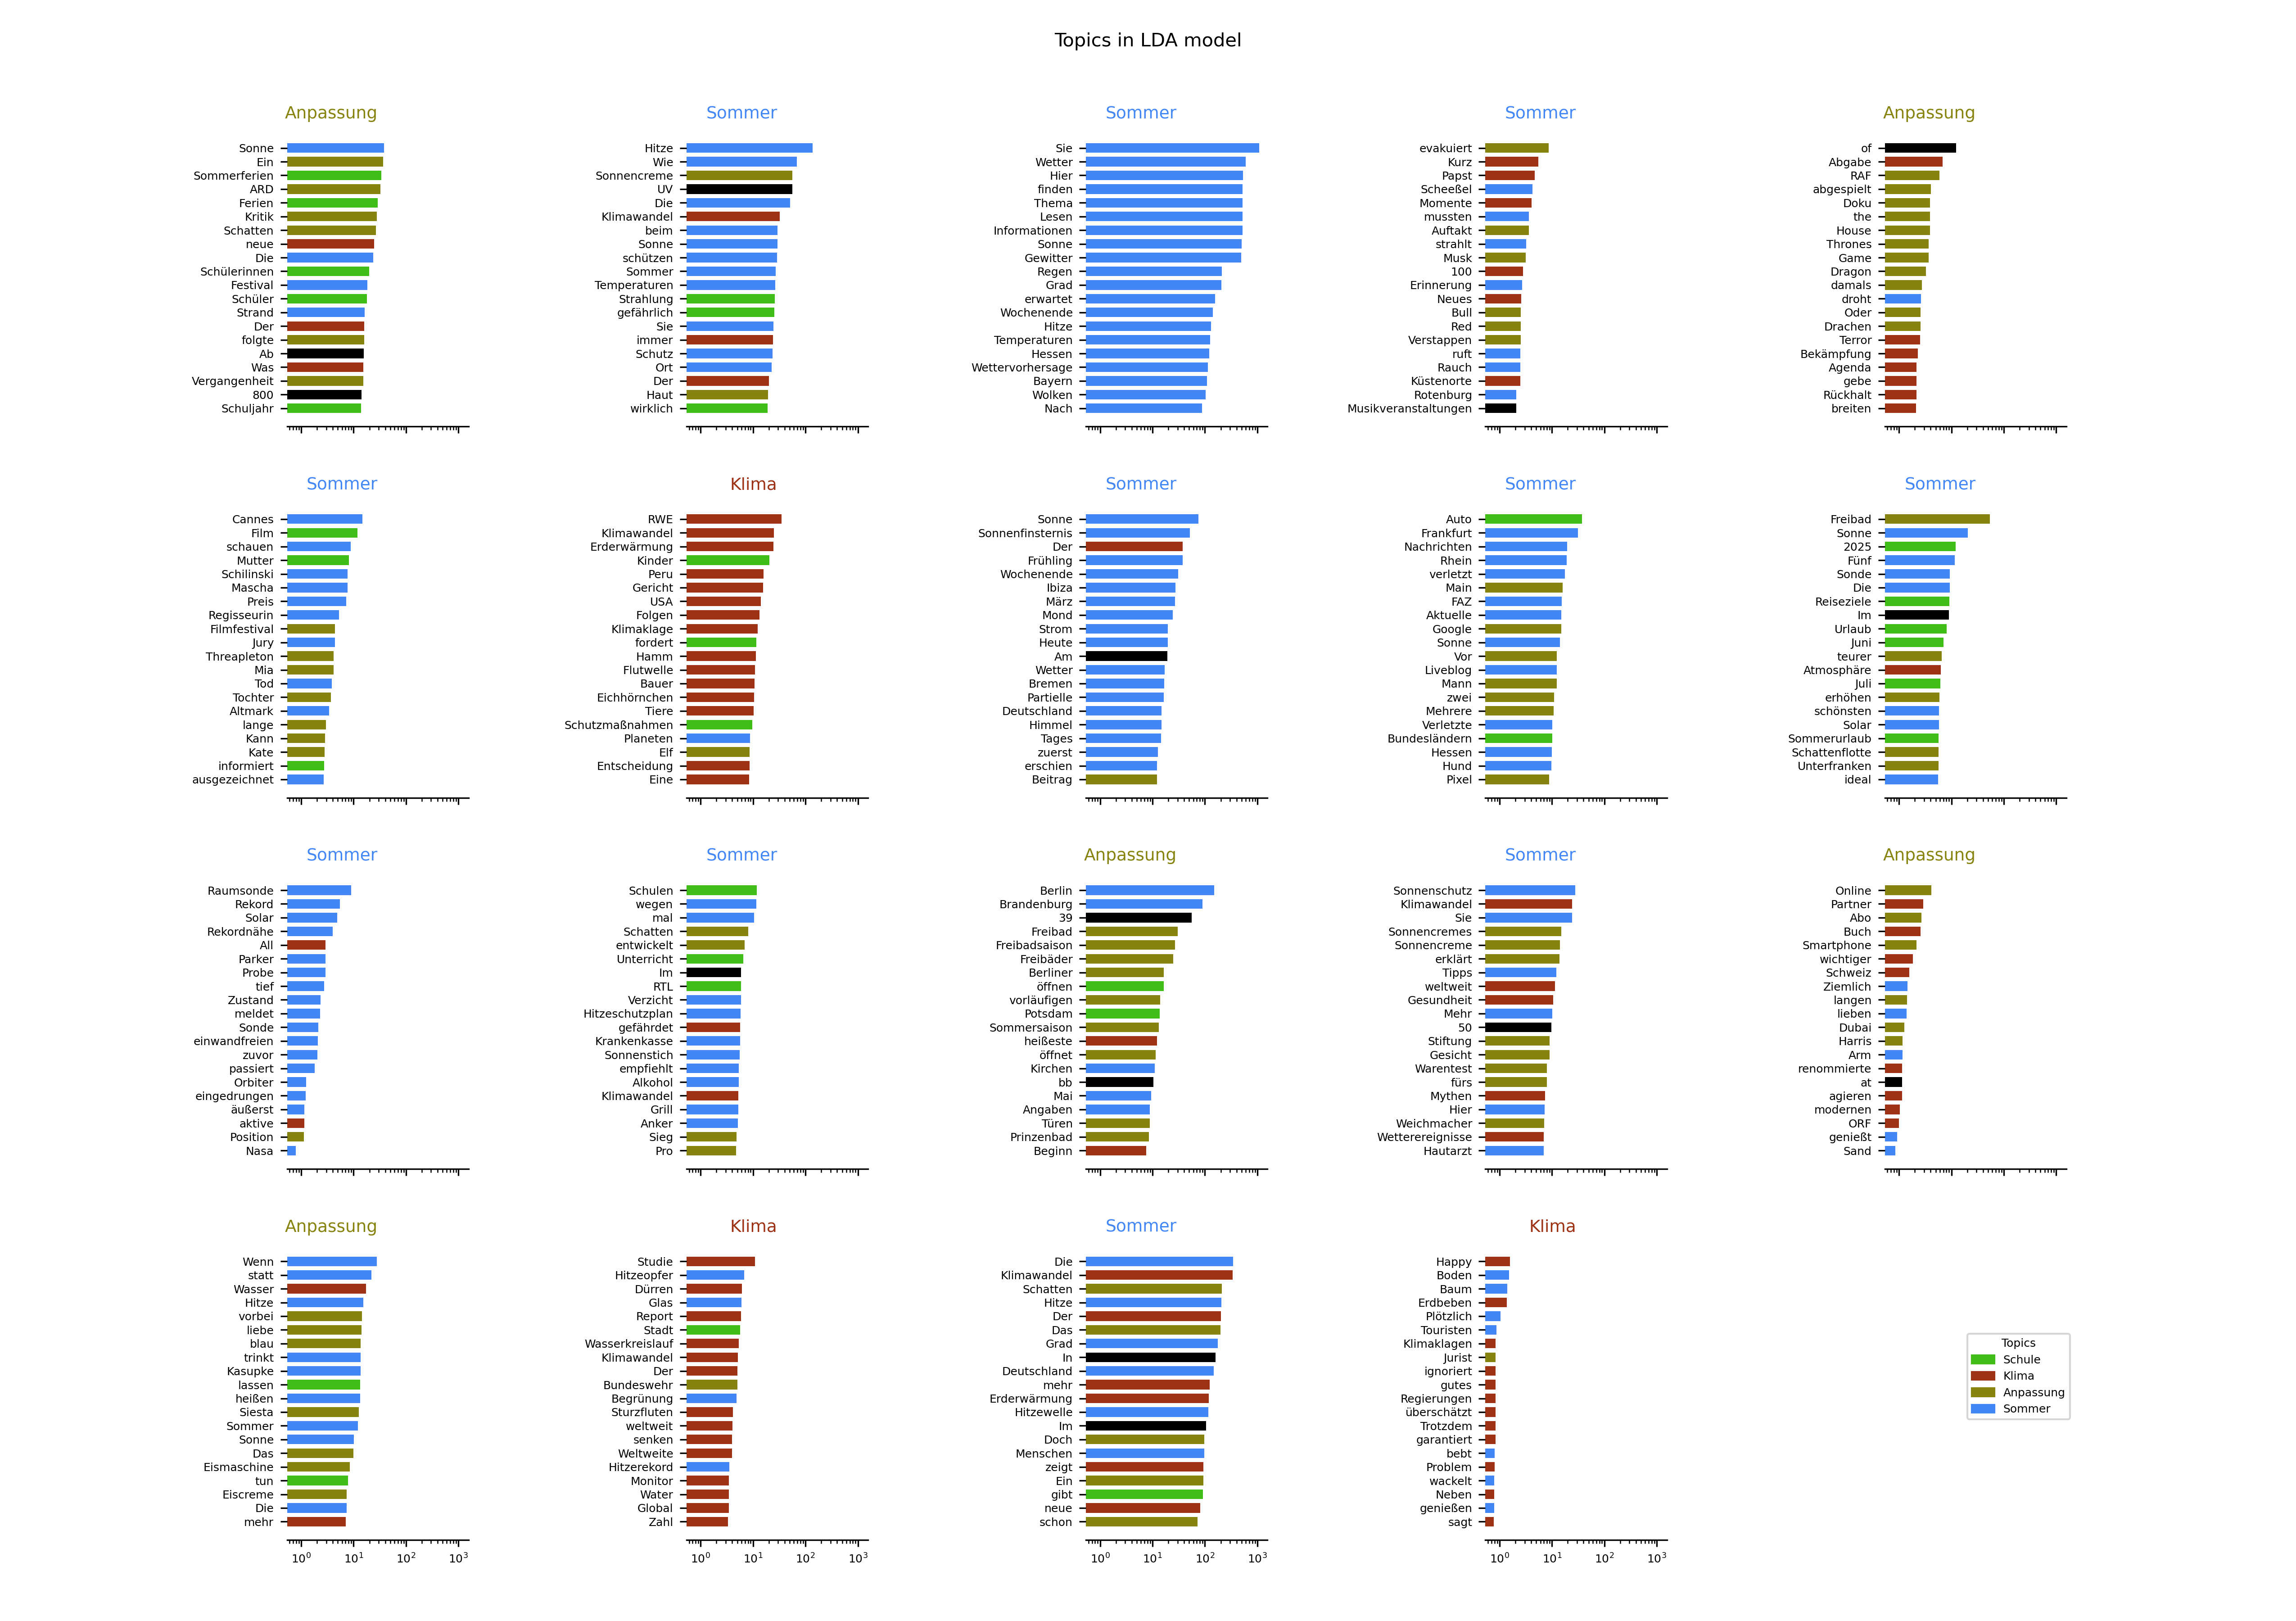 Topics in LDA model
Anpassung
Sonne
Ein
Sommerferien
ARD
Ferien
Kritik
Schatten
neue
Die
Schülerinnen
Festival
Schüler
Strand
Der
folgte
Ab
Was
Vergangenheit
800
Schuljahr
Sommer
Hitze
Wie
Sonnencreme
UV
Die
Klimawandel
beim
Sonne
schützen
Sommer
Temperaturen
Strahlung
gefährlich
Sie
immer
Schutz
Ort
Der
Haut
wirklich
Sommer
Sie
Wetter
Hier
finden
Thema
Lesen
Informationen
Sonne
Gewitter
Regen
Grad
erwartet
Wochenende
Hitze
Temperaturen
Hessen
Wettervorhersage
Bayern
Wolken
Nach
Sommer
evakuiert
Kurz
Papst
Scheeßel
Momente
mussten
Auftakt
strahlt
Musk
100
Erinnerung
Neues
Bull
Red
Verstappen
ruft
Rauch
Küstenorte
Rotenburg
Musikveranstaltungen
Anpassung
of
Abgabe
RAF
abgespielt
Doku
the
House
Thrones
Game
Dragon
damals
droht
Oder
Drachen
Terror
Bekämpfung
Agenda
gebe
Rückhalt
breiten
Sommer
Cannes
Film
schauen
Mutter
Schilinski
Mascha
Preis
Regisseurin
Filmfestival
Jury
Threapleton
Mia
Tod
Tochter
Altmark
lange
Kann
Kate
informiert
ausgezeichnet
Klima
RWE
Klimawandel
Erderwärmung
Kinder
Peru
Gericht
USA
Folgen
Klimaklage
fordert
Hamm
Flutwelle
Bauer
Eichhörnchen
Tiere
Schutzmaßnahmen
Planeten
Elf
Entscheidung
Eine
Sommer
Sonne
Sonnenfinsternis
Der
Frühling
Wochenende
Ibiza
März
Mond
Strom
Heute
Am
Wetter
Bremen
Partielle
Deutschland
Himmel
Tages
zuerst
erschien
Beitrag
Sommer
Auto
Frankfurt
Nachrichten
Rhein
verletzt
Main
FAZ
Aktuelle
Google
Sonne
Vor
Liveblog
Mann
zwei
Mehrere
Verletzte
Bundesländern
Hessen
Hund
Pixel
Sommer
Freibad
Sonne
2025
Fünf
Sonde
Die
Reiseziele
Im
Urlaub
Juni
teurer
Atmosphäre
Juli
erhöhen
schönsten
Solar
Sommerurlaub
Schattenflotte
Unterfranken
ideal
Sommer
Raumsonde
Rekord
Solar
Rekordnähe
All
Parker
Probe
tief
Zustand
meldet
Sonde
einwandfreien
zuvor
passiert
Orbiter
eingedrungen
äußerst
aktive
Position
Nasa
Sommer
Schulen
wegen
mal
Schatten
entwickelt
Unterricht
Im
RTL
Verzicht
Hitzeschutzplan
gefährdet
Krankenkasse
Sonnenstich
empfiehlt
Alkohol
Klimawandel
Grill
Anker
Sieg
Pro
Anpassung
Berlin
Brandenburg
39
Freibad
Freibadsaison
Freibäder
Berliner
öffnen
vorläufigen
Potsdam
Sommersaison
heißeste
öffnet
Kirchen
bb
Mai
Angaben
Türen
Prinzenbad
Beginn
Sommer
Sonnenschutz
Klimawandel
Sie
Sonnencremes
Sonnencreme
erklärt
Tipps
weltweit
Gesundheit
Mehr
50
Stiftung
Gesicht
Warentest
fürs
Mythen
Hier
Weichmacher
Wetterereignisse
Hautarzt
Anpassung
Online
Partner
Abo
Buch
Smartphone
wichtiger
Schweiz
Ziemlich
langen
lieben
Dubai
Harris
Arm
renommierte
at
agieren
modernen
ORF
genießt
Sand
Anpassung
Wenn
statt
Wasser
Hitze
vorbei
liebe
blau
trinkt
Kasupke
lassen
heißen
Siesta
Sommer
Sonne
Das
Eismaschine
tun
Eiscreme
Die
mehr
10⁰ 10¹ 10² 10³
Klima
Studie
Hitzeopfer
Dürren
Glas
Report
Stadt
Wasserkreislauf
Klimawandel
Der
Bundeswehr
Begrünung
Sturzfluten
weltweit
senken
Weltweite
Hitzerekord
Monitor
Water
Global
Zahl
10⁰ 10¹ 10² 10³
Sommer
Die
Klimawandel
Schatten
Hitze
Der
Das
Grad
In
Deutschland
mehr
Erderwärmung
Hitzewelle
Im
Doch
Menschen
zeigt
Ein
gibt
neue
schon
10⁰ 10¹ 10² 10³
Klima
Happy
Boden
Baum
Erdbeben
Plötzlich
Touristen
Klimaklagen
Jurist
ignoriert
gutes
Regierungen
überschätzt
Trotzdem
garantiert
bebt
Problem
wackelt
Neben
genießen
sagt
10⁰ 10¹ 10² 10³
Topics
Schule
Klima
Anpassung
Sommer